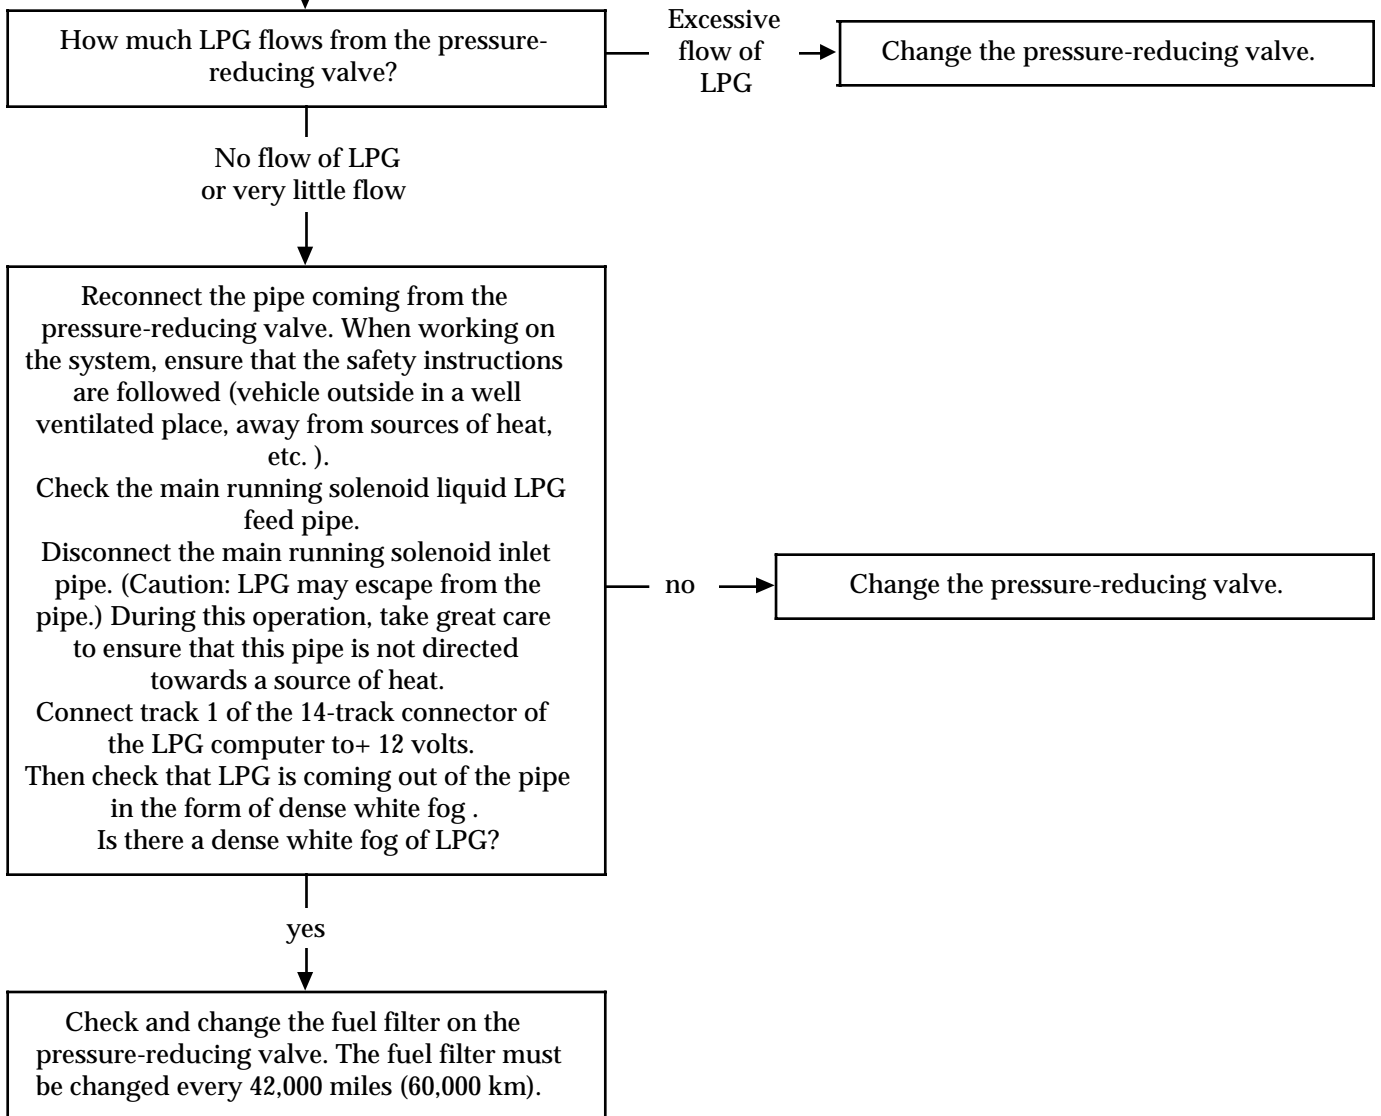 How much LPG flows from the pressure-
reducing valve?
Excessive
flow of
LPG
Change the pressure-reducing valve.
No flow of LPG
or very little flow
Reconnect the pipe coming from the
pressure-reducing valve. When working on
the system, ensure that the safety instructions
are followed (vehicle outside in a well
ventilated place, away from sources of heat,
etc. ).
Check the main running solenoid liquid LPG
feed pipe.
Disconnect the main running solenoid inlet
pipe. (Caution: LPG may escape from the
pipe.) During this operation, take great care
to ensure that this pipe is not directed
towards a source of heat.
Connect track 1 of the 14-track connector of
the LPG computer to+ 12 volts.
Then check that LPG is coming out of the pipe
in the form of dense white fog .
Is there a dense white fog of LPG?
no
Change the pressure-reducing valve.
yes
Check and change the fuel filter on the
pressure-reducing valve. The fuel filter must
be changed every 42,000 miles (60,000 km).